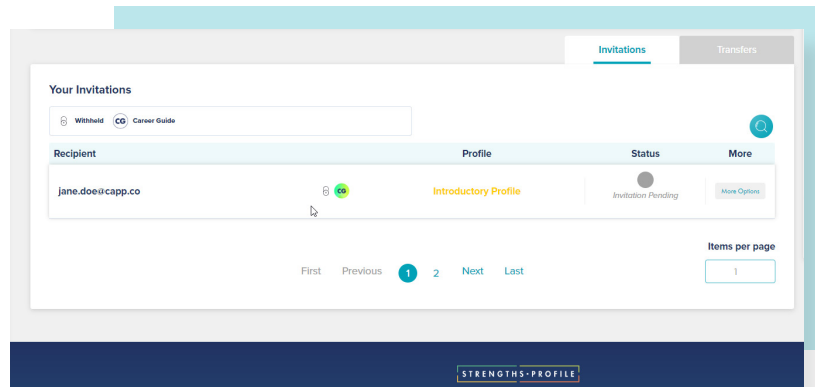 Invitations Transfers
Your Invitations
Withheld CG Career Guide
Recipient Profile Status More
jane.doe@capp.co CG Introductory Profile Invitation Pending More Options
Items per page
First Previous 1 2 Next Last 1
STRENGTHS·PROFILE